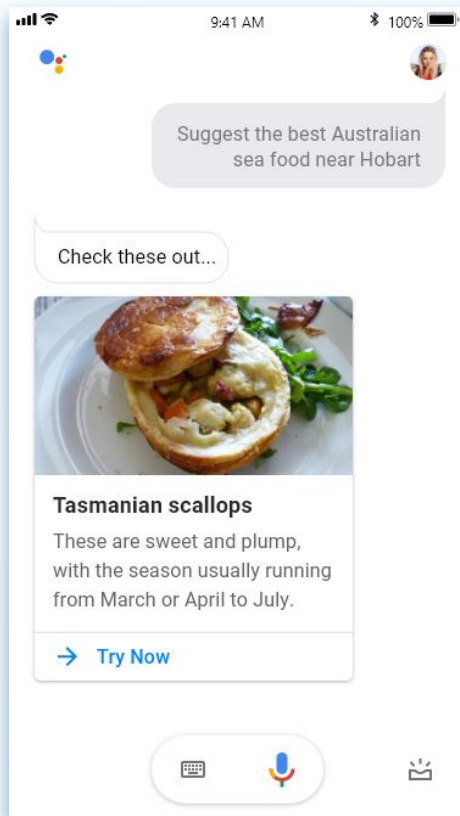 9:41 AM
100%
Suggest the best Australian
sea food near Hobart
Check these out...
Tasmanian scallops
These are sweet and plump,
with the season usually running
from March or April to July.
Try Now